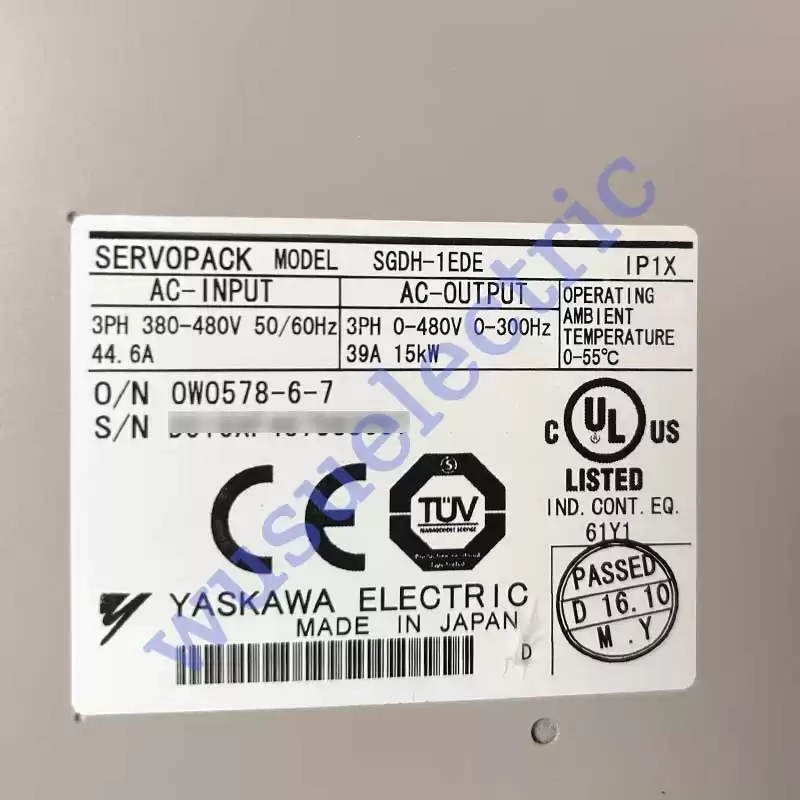 SERVOPACK MODEL SGDH-1EDE IP1X
AC-INPUT
3PH 380-480V 50/60Hz
44.6A
AC-OUTPUT
3PH 0-480V 0-300Hz
39A 15kW
OPERATING
AMBIENT
TEMPERATURE
0-55℃
O/N OW0578-6-7
S/N
C UL US
LISTED
IND. CONT. EQ.
61Y1
CE
TÜV
PASSED
D 16.10
M.Y
YASKAWA ELECTRIC
MADE IN JAPAN
D
wusuelectric